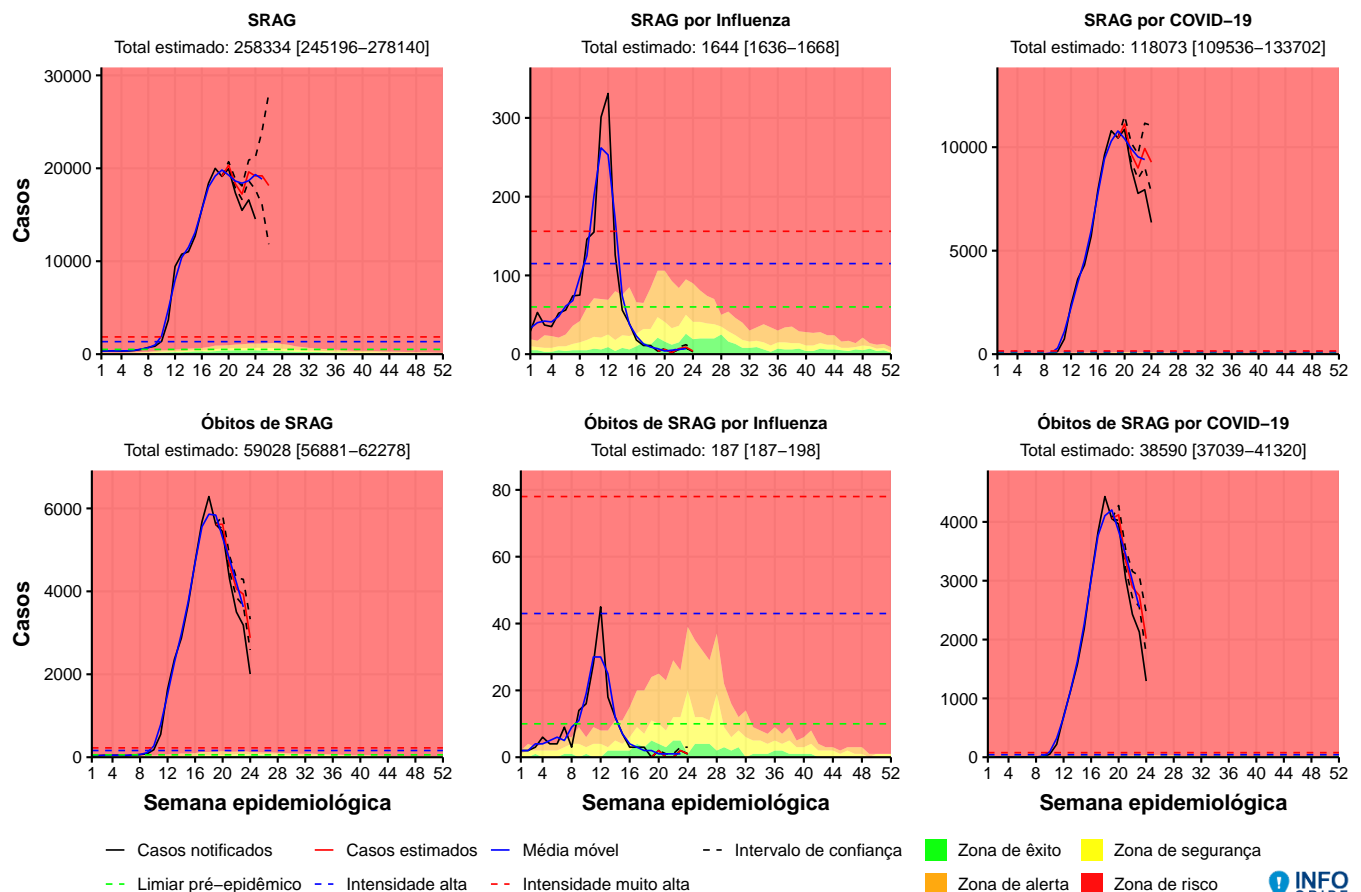 SRAG
Total estimado: 258334 [245196−278140]
SRAG por Influenza
Total estimado: 1644 [1636−1668]
SRAG por COVID−19
Total estimado: 118073 [109536−133702]
Casos
30000
20000
10000
0
1 4 8 12 16 20 24 28 32 36 40 44 48 52
300
200
100
0
1 4 8 12 16 20 24 28 32 36 40 44 48 52
10000
5000
0
1 4 8 12 16 20 24 28 32 36 40 44 48 52
Óbitos de SRAG
Total estimado: 59028 [56881−62278]
Óbitos de SRAG por Influenza
Total estimado: 187 [187−198]
Óbitos de SRAG por COVID−19
Total estimado: 38590 [37039−41320]
Casos
6000
4000
2000
0
1 4 8 12 16 20 24 28 32 36 40 44 48 52
80
60
40
20
0
1 4 8 12 16 20 24 28 32 36 40 44 48 52
4000
3000
2000
1000
0
1 4 8 12 16 20 24 28 32 36 40 44 48 52
Semana epidemiológica
Semana epidemiológica
Semana epidemiológica
Casos notificados
Casos estimados
Média móvel
Intervalo de confiança
Zona de êxito
Zona de segurança
Limiar pré−epidêmico
Intensidade alta
Intensidade muito alta
Zona de alerta
Zona de risco
INFO